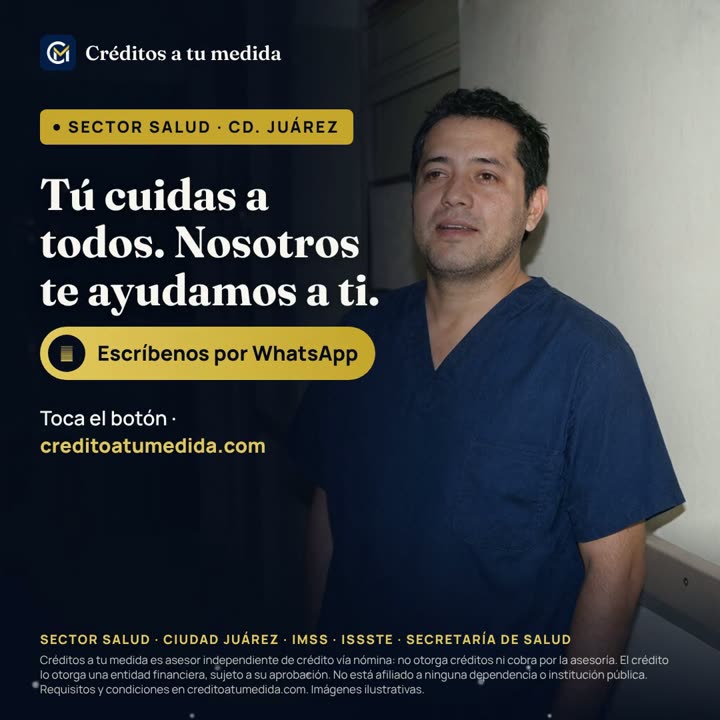 Créditos a tu medida
• SECTOR SALUD · CD. JUÁREZ
Tú cuidas a
todos. Nosotros
te ayudamos a ti.
Escríbenos por WhatsApp
Toca el botón ·
creditoatumedida.com
SECTOR SALUD · CIUDAD JUÁREZ · IMSS · ISSSTE · SECRETARÍA DE SALUD
Créditos a tu medida es asesor independiente de crédito vía nómina: no otorga créditos ni cobra por la asesoría. El crédito
lo otorga una entidad financiera, sujeto a su aprobación. No está afiliado a ninguna dependencia o institución pública.
Requisitos y condiciones en creditoatumedida.com. Imágenes ilustrativas.